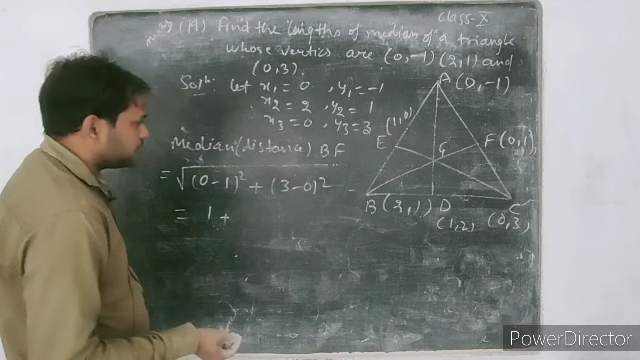 Class-X
(19) Find the lengths of median of a triangle
whose vertics are (0,-1) (2,1) and
(0,3).
Solⁿ: Let x₁ = 0 , y₁ = -1
x₂ = 2 , y₂ = 1
x₃ = 0 , y₃ = 3
A (0,-1)
E (1,0)
F (0,1)
G
Median (distance) BF
= √(0-1)² + (3-0)²
B (2,1) D C
(1,2) (0,3)
= 1 +
PowerDirector